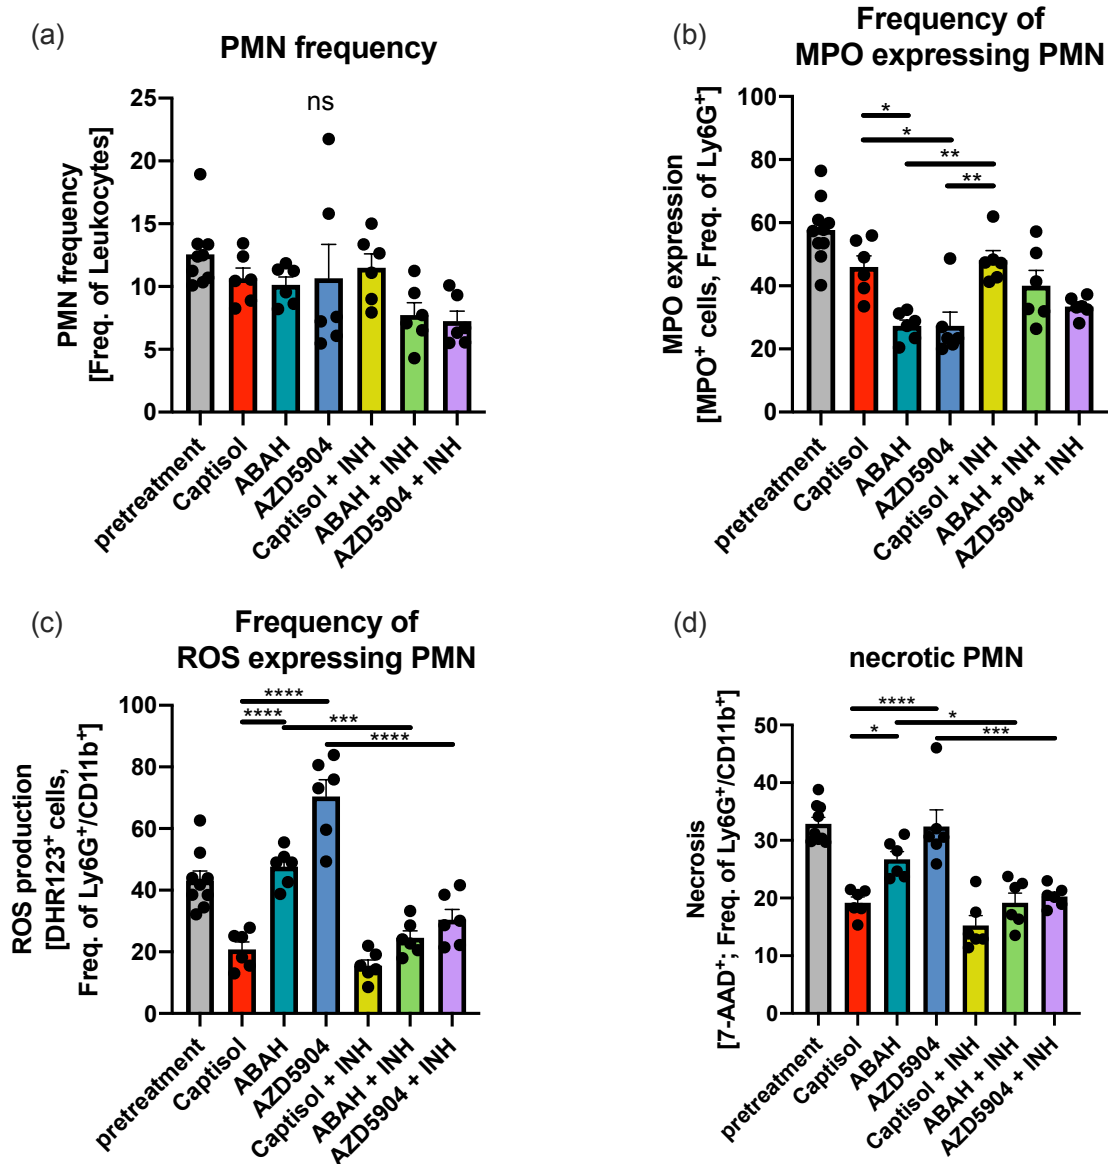 (a)
PMN frequency
PMN frequency
[Freq. of Leukocytes]
25
20
15
10
5
0
ns
pretreatment
Captisol
ABAH
AZD5904
Captisol + INH
ABAH + INH
AZD5904 + INH
(b)
Frequency of
MPO expressing PMN
MPO expression
[MPO⁺ cells, Freq. of Ly6G⁺]
100
80
60
40
20
0
*
*
**
**
pretreatment
Captisol
ABAH
AZD5904
Captisol + INH
ABAH + INH
AZD5904 + INH
(c)
Frequency of
ROS expressing PMN
ROS production
[DHR123⁺ cells,
Freq. of Ly6G⁺/CD11b⁺]
100
80
60
40
20
0
****
****
***
****
pretreatment
Captisol
ABAH
AZD5904
Captisol + INH
ABAH + INH
AZD5904 + INH
(d)
necrotic PMN
Necrosis
[7-AAD⁺; Freq. of Ly6G⁺/CD11b⁺]
50
40
30
20
10
0
****
*
*
***
pretreatment
Captisol
ABAH
AZD5904
Captisol + INH
ABAH + INH
AZD5904 + INH